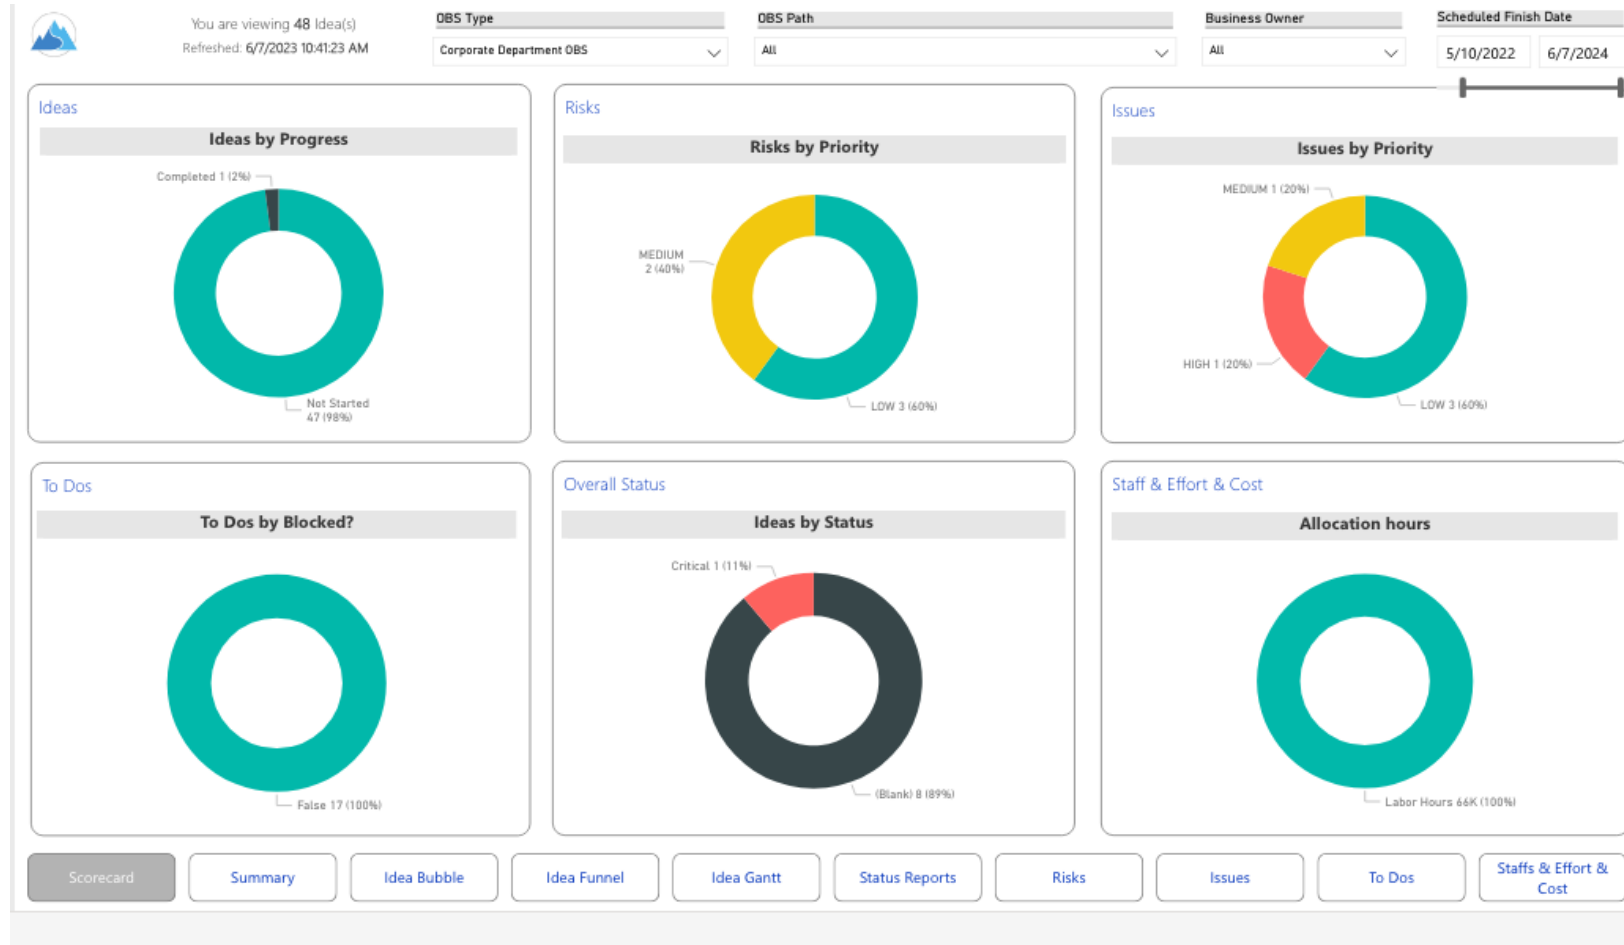 You are viewing 48 Idea(s)
Refreshed: 6/7/2023 10:41:23 AM
OBS Type
Corporate Department OBS
OBS Path
All
Business Owner
All
Scheduled Finish Date
5/10/2022
6/7/2024
Ideas
Ideas by Progress
Completed 1 (2%)
Not Started
47 (98%)
Risks
Risks by Priority
MEDIUM
2 (40%)
LOW 3 (60%)
Issues
Issues by Priority
MEDIUM 1 (20%)
HIGH 1 (20%)
LOW 3 (60%)
To Dos
To Dos by Blocked?
False 17 (100%)
Overall Status
Ideas by Status
Critical 1 (11%)
(Blank) 8 (89%)
Staff & Effort & Cost
Allocation hours
Labor Hours 66K (100%)
Scorecard
Summary
Idea Bubble
Idea Funnel
Idea Gantt
Status Reports
Risks
Issues
To Dos
Staffs & Effort &
Cost